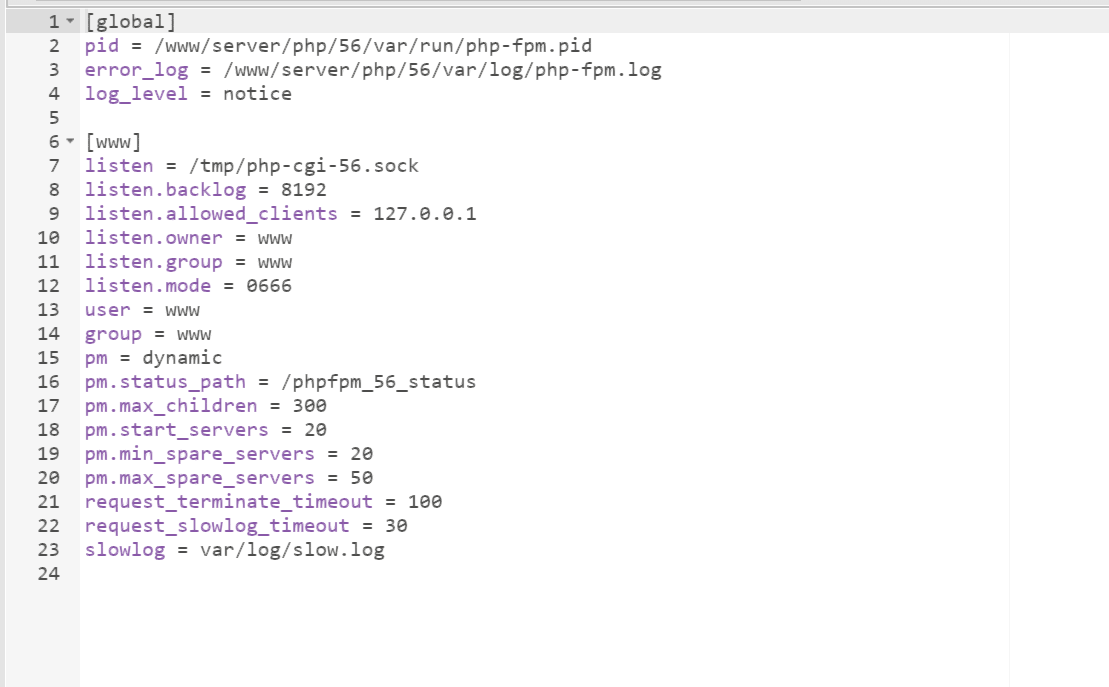 1 [global]
2 pid = /www/server/php/56/var/run/php-fpm.pid
3 error_log = /www/server/php/56/var/log/php-fpm.log
4 log_level = notice
5
6 [www]
7 listen = /tmp/php-cgi-56.sock
8 listen.backlog = 8192
9 listen.allowed_clients = 127.0.0.1
10 listen.owner = www
11 listen.group = www
12 listen.mode = 0666
13 user = www
14 group = www
15 pm = dynamic
16 pm.status_path = /phpfpm_56_status
17 pm.max_children = 300
18 pm.start_servers = 20
19 pm.min_spare_servers = 20
20 pm.max_spare_servers = 50
21 request_terminate_timeout = 100
22 request_slowlog_timeout = 30
23 slowlog = var/log/slow.log
24